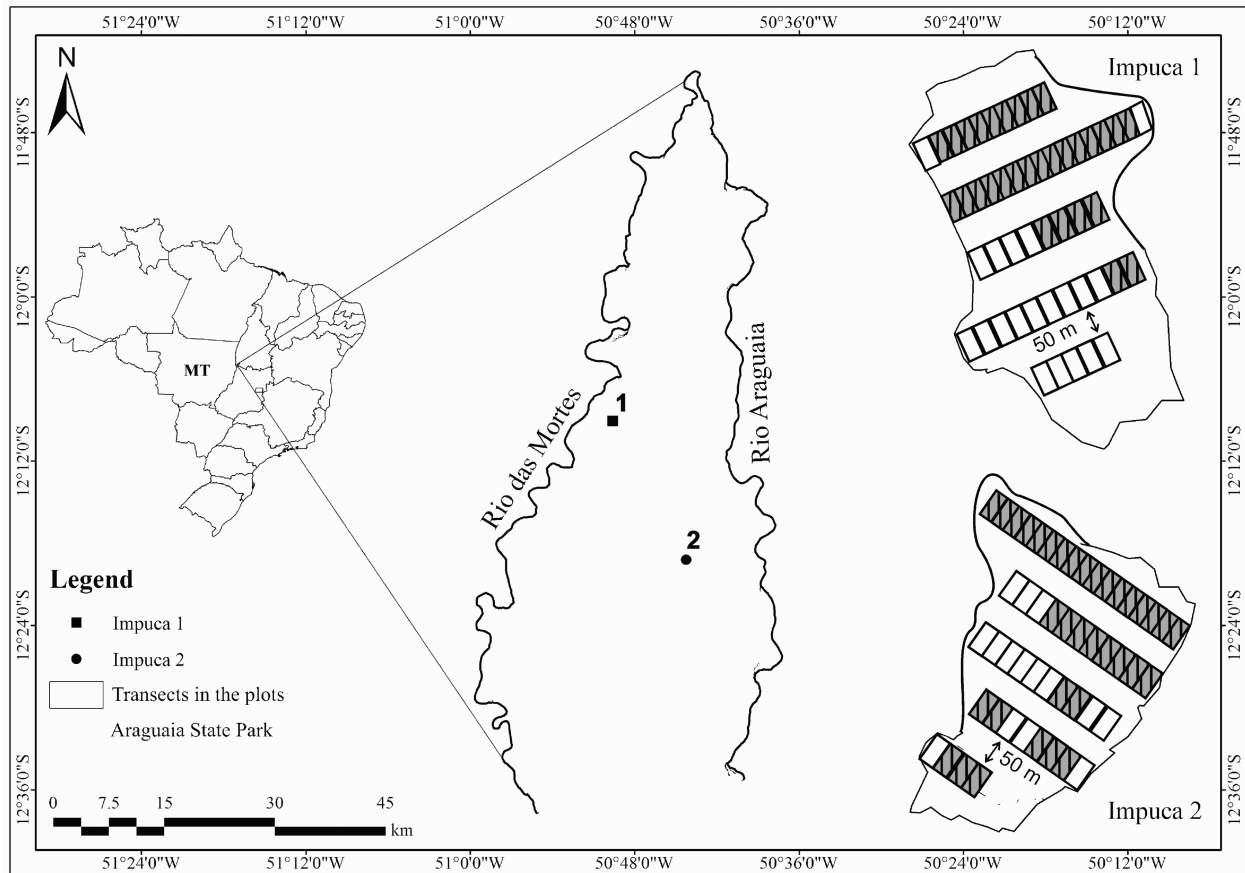 51°24'0"W 51°12'0"W 51°00'0"W 50°48'0"W 50°36'0"W 50°24'0"W 50°12'0"W
N
Impuca 1
11°48'0"S
11°48'0"S
12°0'0"S
12°0'0"S
50 m
MT
Rio das Mortes
Rio Araguaia
1
12°12'0"S
12°12'0"S
2
Legend
Impuca 1
Impuca 2
Transects in the plots
Araguaia State Park
12°24'0"S
12°24'0"S
50 m
12°36'0"S
12°36'0"S
Impuca 2
0 7.5 15 30 45
km
51°24'0"W 51°12'0"W 51°00'0"W 50°48'0"W 50°36'0"W 50°24'0"W 50°12'0"W